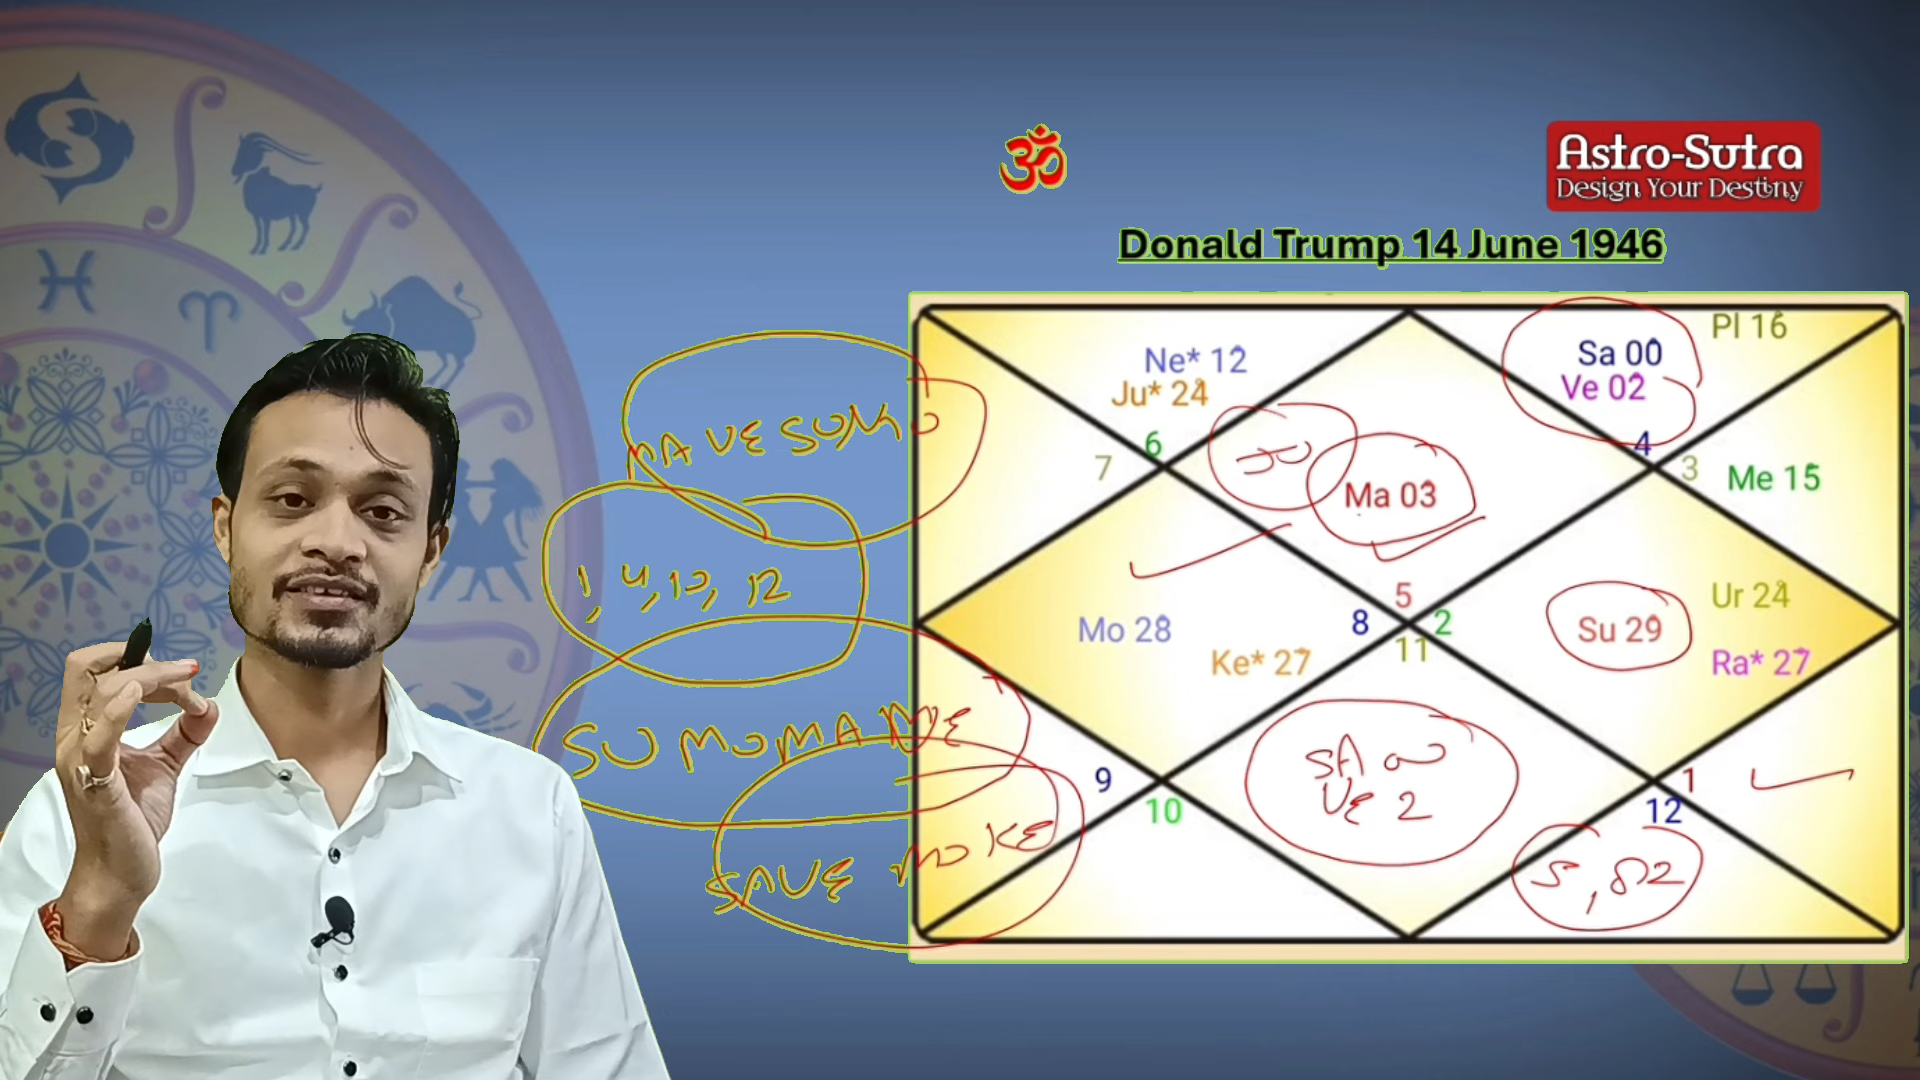 ॐ
Astro-Sutra
Design Your Destiny
Donald Trump 14 June 1946
Ne* 12
Ju* 24
Sa 00
Ve 02
Pl 16
6
7
4
3
Me 15
JU
Ma 03
MA VE SU MO
1, 4, 10, 12
5
8
2
11
Mo 28
Ke* 27
Su 29
Ur 24
Ra* 27
SU MO MA
SA 00
VE 2
9
10
1
12
SA VE MO KE